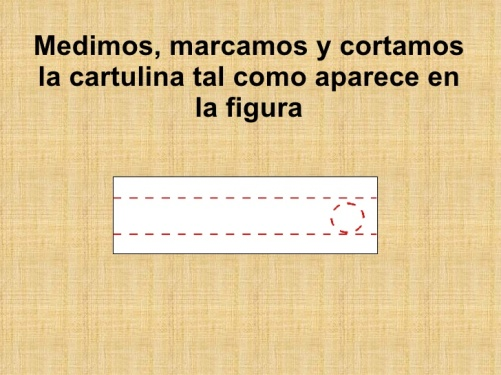 Medimos, marcamos y cortamos
la cartulina tal como aparece en
la figura